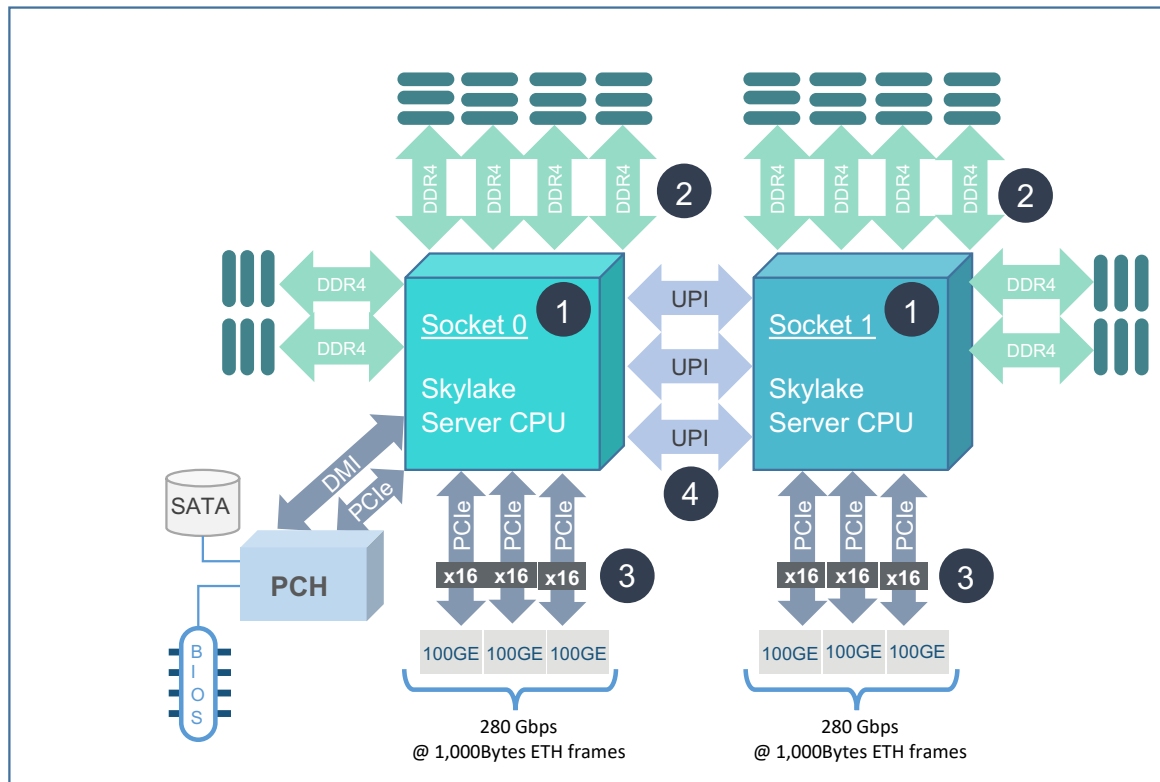 DDR4
DDR4
DDR4
DDR4
2
DDR4
DDR4
DDR4
DDR4
2
DDR4
DDR4
Socket 0
1
Skylake
Server CPU
UPI
UPI
UPI
4
Socket 1
1
Skylake
Server CPU
DDR4
DDR4
DMI
PCIe
SATA
PCH
BIOS
PCIe
PCIe
PCIe
x16
x16
x16
3
100GE
100GE
100GE
280 Gbps
@ 1,000Bytes ETH frames
PCIe
PCIe
PCIe
x16
x16
x16
3
100GE
100GE
100GE
280 Gbps
@ 1,000Bytes ETH frames